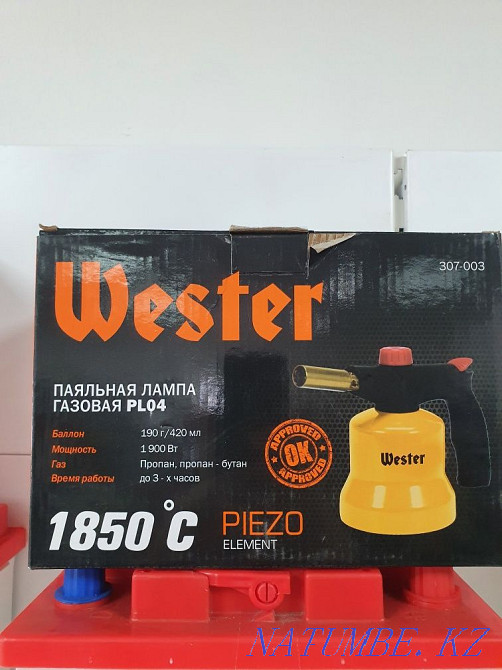 307-003
Wester
ПАЯЛЬНАЯ ЛАМПА
ГАЗОВАЯ PL04
Баллон 190 г/420 мл
Мощность 1 900 Вт
Газ Пропан, пропан - бутан
Время работы до 3 - х часов
APPROVED
OK
APPROVED
Wester
1850 °C
PIEZO
ELEMENT
NATUMBE. KZ